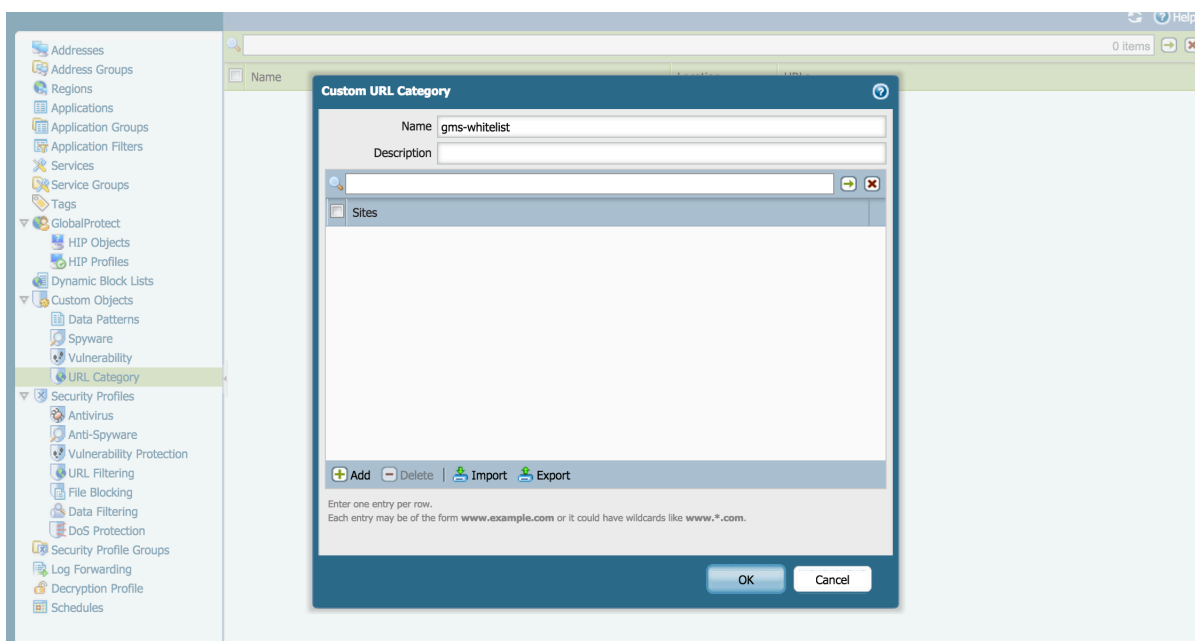 Help
Addresses
Address Groups
Regions
Applications
Application Groups
Application Filters
Services
Service Groups
Tags
GlobalProtect
HIP Objects
HIP Profiles
Dynamic Block Lists
Custom Objects
Data Patterns
Spyware
Vulnerability
URL Category
Security Profiles
Antivirus
Anti-Spyware
Vulnerability Protection
URL Filtering
File Blocking
Data Filtering
DoS Protection
Security Profile Groups
Log Forwarding
Decryption Profile
Schedules
0 items
Name
Custom URL Category
Name gms-whitelist
Description
Sites
Add Delete Import Export
Enter one entry per row.
Each entry may be of the form www.example.com or it could have wildcards like www.*.com.
OK Cancel